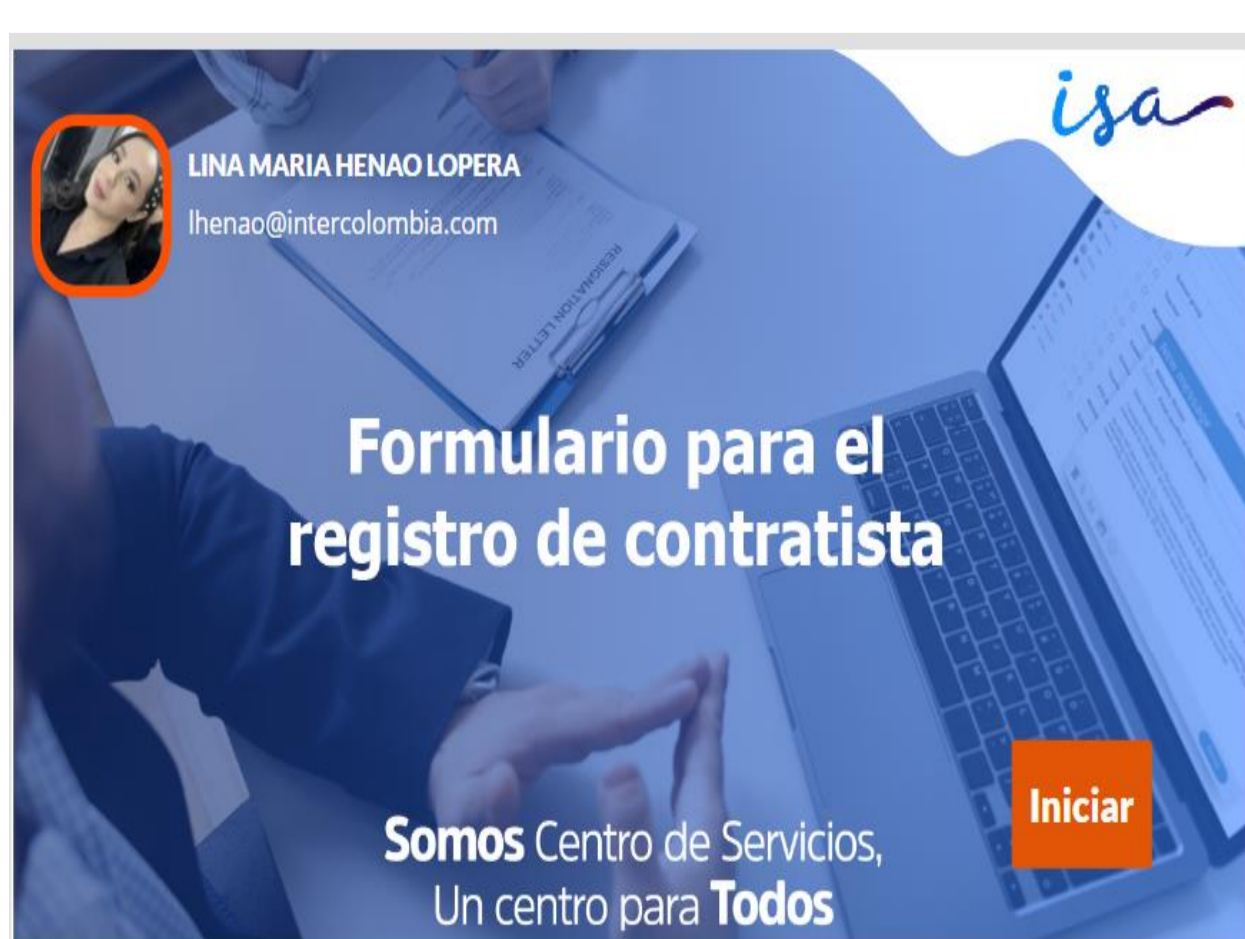 isa
LINA MARIA HENAO LOPERA
lhenao@intercolombia.com
RESIGNATION LETTER
Formulario para el
registro de contratista
Iniciar
Somos Centro de Servicios,
Un centro para Todos